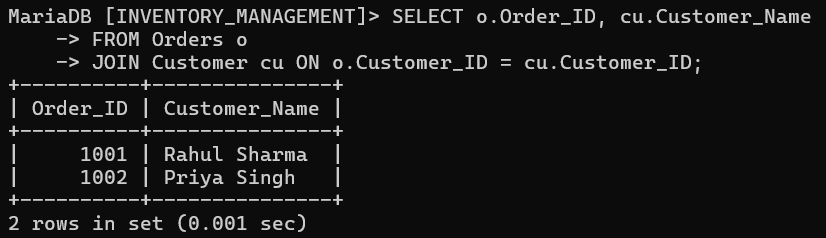 MariaDB [INVENTORY_MANAGEMENT]> SELECT o.Order_ID, cu.Customer_Name
    -> FROM Orders o
    -> JOIN Customer cu ON o.Customer_ID = cu.Customer_ID;
+----------+---------------+
| Order_ID | Customer_Name |
+----------+---------------+
|     1001 | Rahul Sharma  |
|     1002 | Priya Singh   |
+----------+---------------+
2 rows in set (0.001 sec)